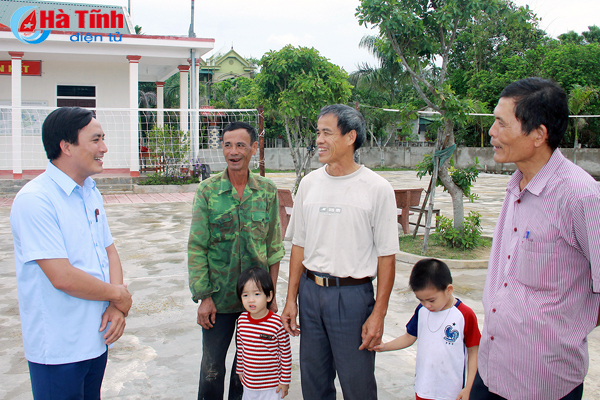 Hà Tĩnh
điện tử